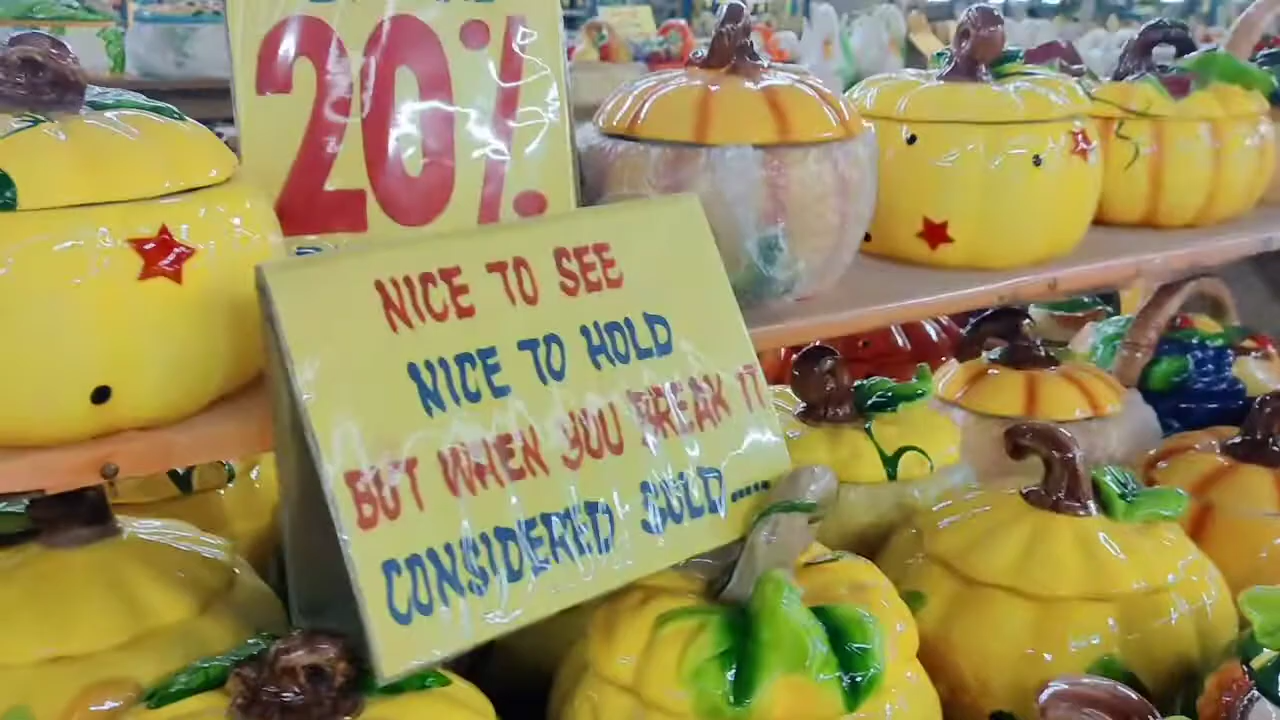 20%
NICE TO SEE
NICE TO HOLD
BUT WHEN YOU BREAK IT
CONSIDERED SOLD....